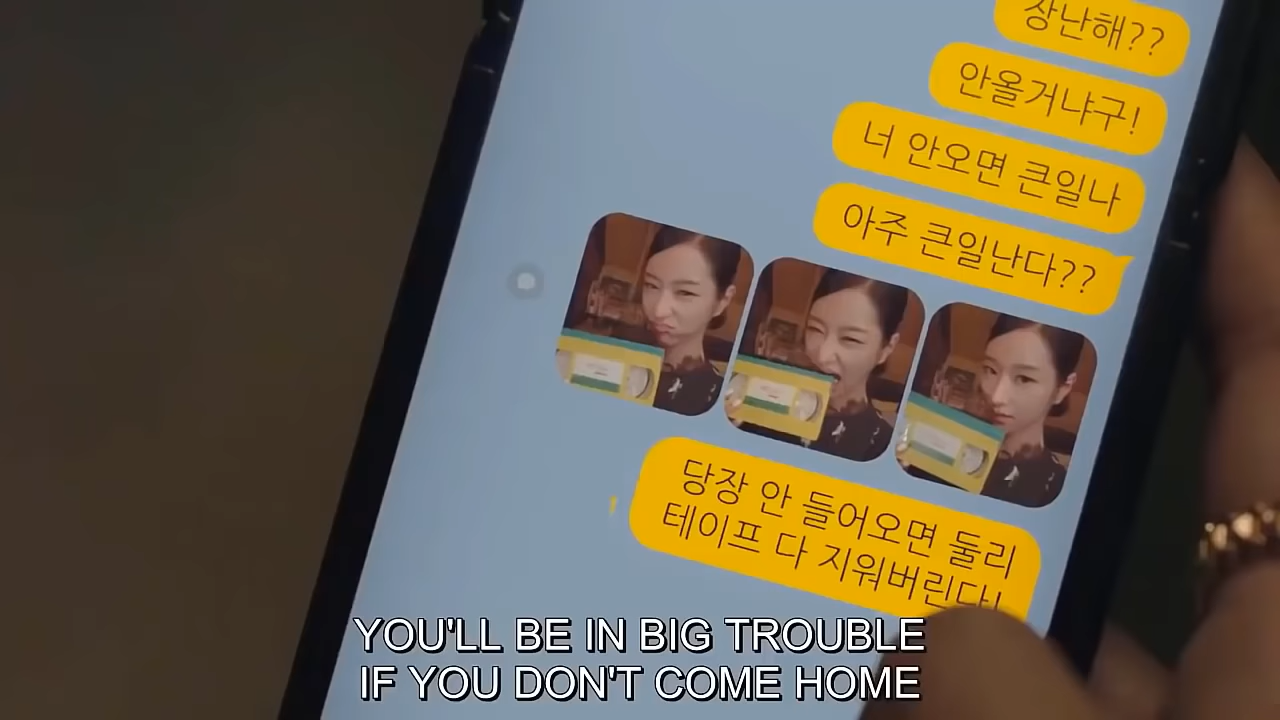 장난해??
안올거냐구!
너 안오면 큰일나
아주 큰일난다??
당장 안 들어오면 둘리
테이프 다 지워버린다!
YOU'LL BE IN BIG TROUBLE
IF YOU DON'T COME HOME